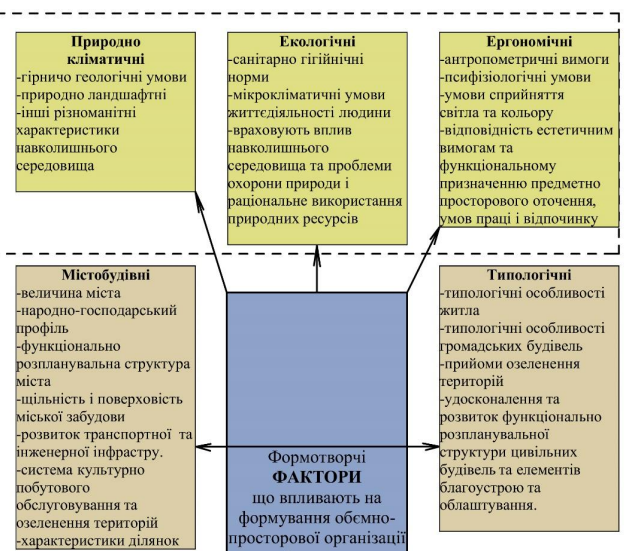 Природно
кліматичні
-гірничо геологічні умови
-природно ландшафтні
-інші різноманітні
характеристики
навколишнього
середовища
Екологічні
-санітарно гігійнічні
норми
-мікрокліматичні умови
життєдіяльності людини
-враховують вплив
навколишнього
середовища та проблеми
охорони природи і
раціональне використання
природних ресурсів
Ергономічні
-антропометричні вимоги
-псифізіологічні умови
-умови сприйняття
світла та кольору
-відповідність естетичним
вимогам та
функціональному
призначенню предметно
просторового оточення,
умов праці і відпочинку
Містобудівні
-величина міста
-народно-господарський
профіль
-функціонально
розпланувальна структура
міста
-щільність і поверховість
міської забудови
-розвиток транспортної та
інженерної інфрастру.
-система культурно
побутового
обслуговування та
озеленення територій
-характеристики ділянок
Формотворчі
ФАКТОРИ
що впливають на
формування обємно-
просторової організації
Типологічні
-типологічні особливості
житла
-типологічні особливості
громадських будівель
-прийоми озеленення
територій
-удосконалення та
розвиток функціонально
розпланувальної
структури цивільних
будівель та елементів
благоустрою та
облаштування.